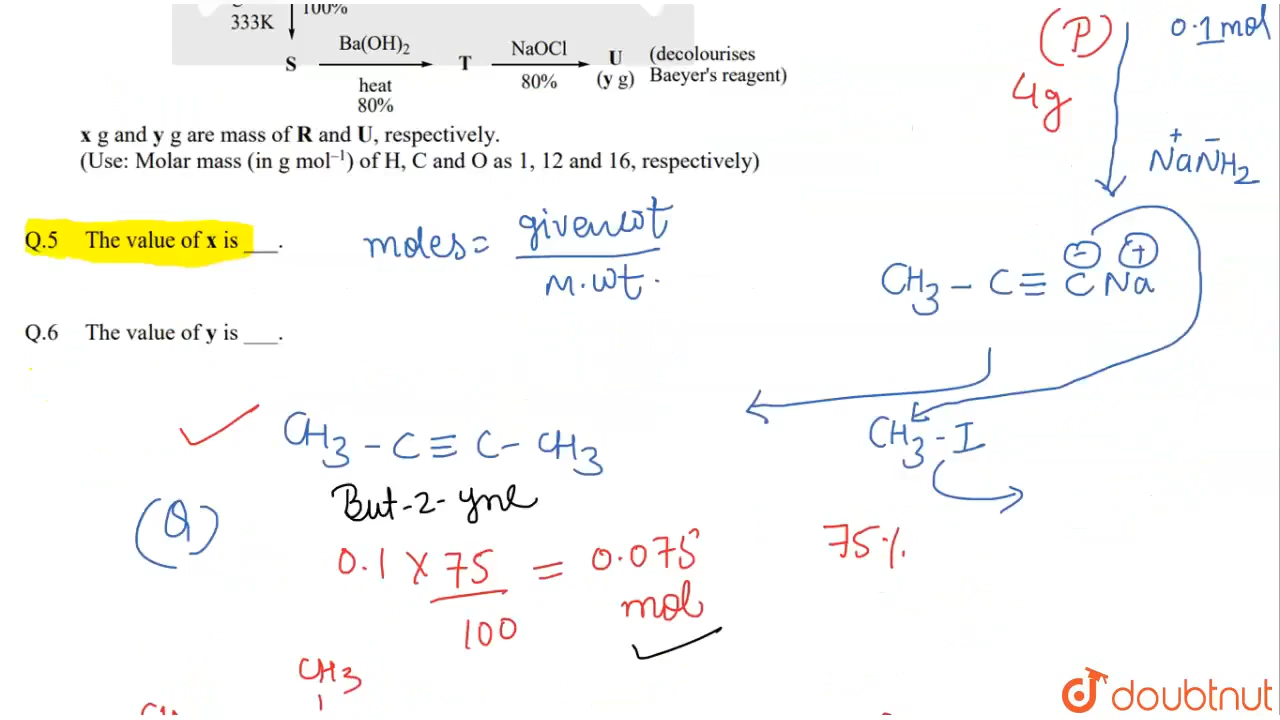 100%
333K
S Ba(OH)₂ heat 80% T NaOCl 80% U (y g) (decolourises Baeyer's reagent)
x g and y g are mass of R and U, respectively.
(Use: Molar mass (in g mol⁻¹) of H, C and O as 1, 12 and 16, respectively)
Q.5 The value of x is ___.
moles = given wt / M.wt.
Q.6 The value of y is ___.
(P) 0.1 mol
4g
+ −
NaNH₂
− +
CH₃ − C ≡ C Na
CH₃ − I
CH₃ − C ≡ C − CH₃
(Q) But-2-yne
0.1 × 75 / 100 = 0.075 mol
75%
CH₃
doubtnut